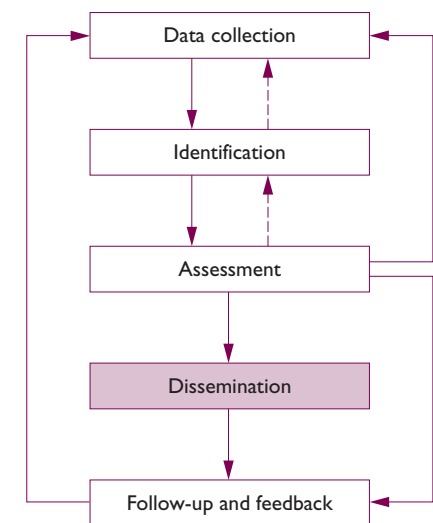 Data collection
Identification
Assessment
Dissemination
Follow-up and feedback